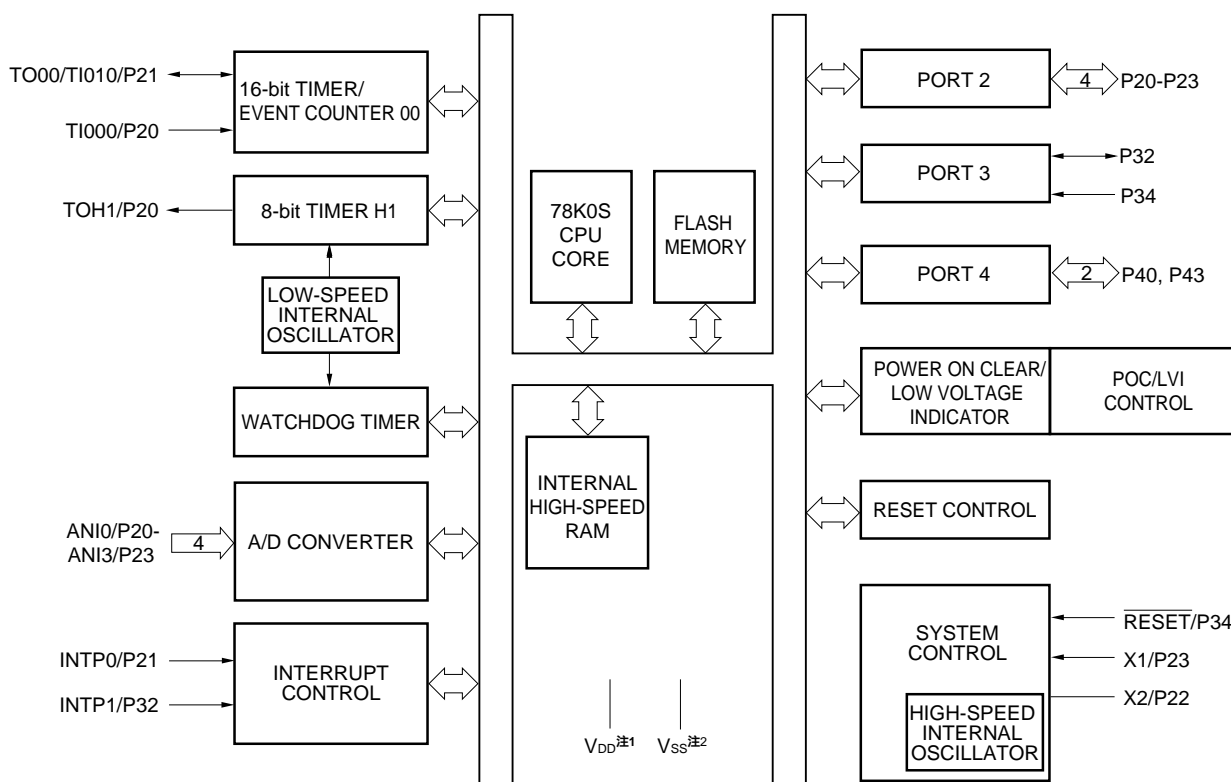 TO00/TI010/P21
TI000/P20
16-bit TIMER/
EVENT COUNTER 00
TOH1/P20
8-bit TIMER H1
LOW-SPEED
INTERNAL
OSCILLATOR
WATCHDOG TIMER
ANI0/P20-
ANI3/P23
4
A/D CONVERTER
INTP0/P21
INTP1/P32
INTERRUPT
CONTROL
78K0S
CPU
CORE
FLASH
MEMORY
INTERNAL
HIGH-SPEED
RAM
VDD注1
VSS注2
PORT 2
4
P20-P23
PORT 3
P32
P34
PORT 4
2
P40, P43
POWER ON CLEAR/
LOW VOLTAGE
INDICATOR
POC/LVI
CONTROL
RESET CONTROL
SYSTEM
CONTROL
RESET/P34
X1/P23
X2/P22
HIGH-SPEED
INTERNAL
OSCILLATOR